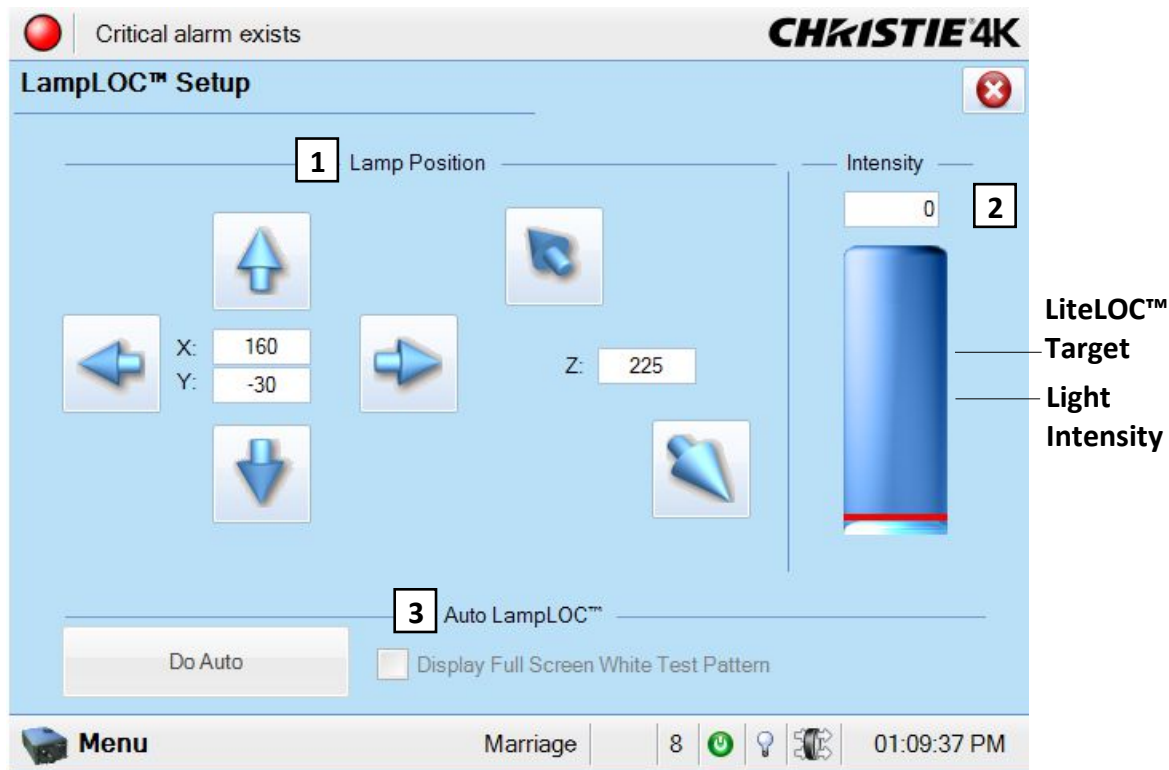 Critical alarm exists
CHRISTIE 4K
LampLOC™ Setup
1 Lamp Position
Intensity
0 2
X: 160
Y: -30
Z: 225
LiteLOC™
Target
Light
Intensity
3 Auto LampLOC™
Do Auto
Display Full Screen White Test Pattern
Menu Marriage 8 01:09:37 PM